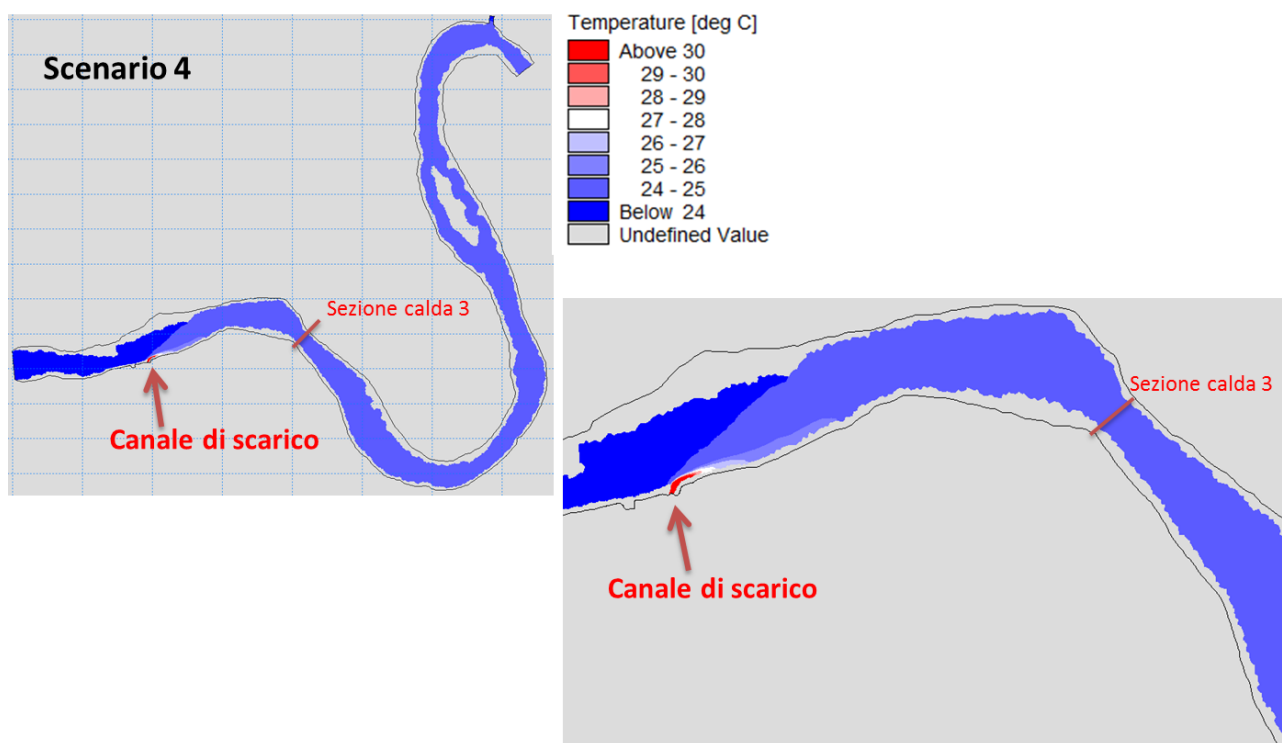 Scenario 4
Sezione calda 3
Canale di scarico
Temperature [deg C]
Above 30
29 - 30
28 - 29
27 - 28
26 - 27
25 - 26
24 - 25
Below 24
Undefined Value
Sezione calda 3
Canale di scarico